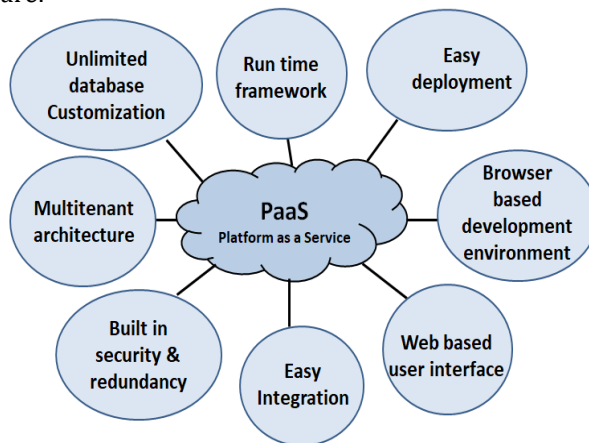 ure.
Unlimited
database
Customization
Run time
framework
Easy
deployment
Multitenant
architecture
PaaS
Platform as a Service
Browser
based
development
environment
Built in
security &
redundancy
Easy
Integration
Web based
user interface